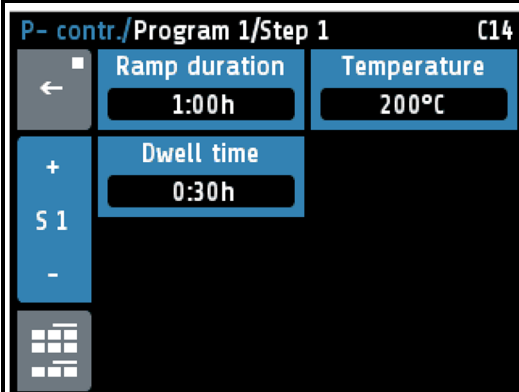 P- contr./Program 1/Step 1 C14
←
Ramp duration
1:00h
Temperature
200°C
+
S 1
-
Dwell time
0:30h